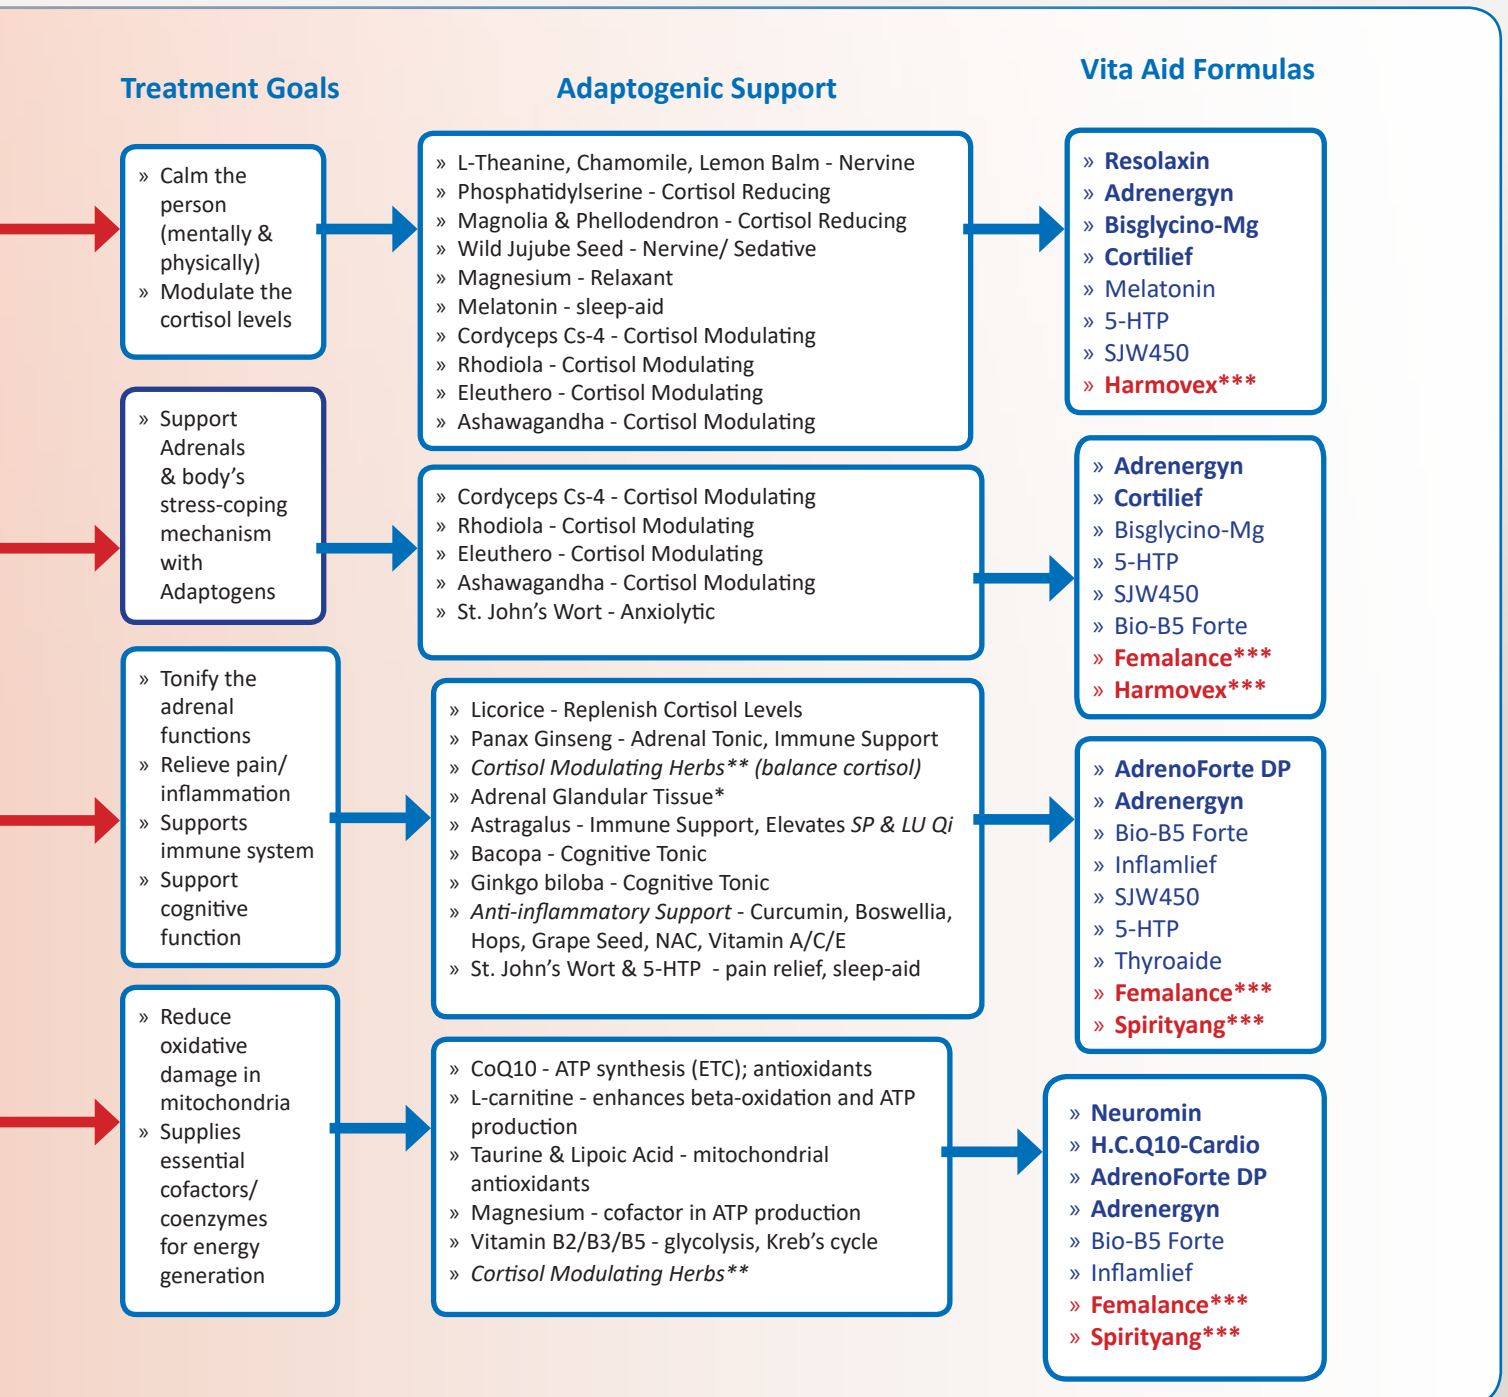 Treatment Goals
Adaptogenic Support
Vita Aid Formulas
» Calm the
person
(mentally &
physically)
» Modulate the
cortisol levels
» L-Theanine, Chamomile, Lemon Balm - Nervine
» Phosphatidylserine - Cortisol Reducing
» Magnolia & Phellodendron - Cortisol Reducing
» Wild Jujube Seed - Nervine/ Sedative
» Magnesium - Relaxant
» Melatonin - sleep-aid
» Cordyceps Cs-4 - Cortisol Modulating
» Rhodiola - Cortisol Modulating
» Eleuthero - Cortisol Modulating
» Ashawagandha - Cortisol Modulating
» Resolaxin
» Adrenergyn
» Bisglycino-Mg
» Cortilief
» Melatonin
» 5-HTP
» SJW450
» Harmovex***
» Support
Adrenals
& body’s
stress-coping
mechanism
with
Adaptogens
» Cordyceps Cs-4 - Cortisol Modulating
» Rhodiola - Cortisol Modulating
» Eleuthero - Cortisol Modulating
» Ashawagandha - Cortisol Modulating
» St. John’s Wort - Anxiolytic
» Adrenergyn
» Cortilief
» Bisglycino-Mg
» 5-HTP
» SJW450
» Bio-B5 Forte
» Femalance***
» Harmovex***
» Tonify the
adrenal
functions
» Relieve pain/
inflammation
» Supports
immune system
» Support
cognitive
function
» Licorice - Replenish Cortisol Levels
» Panax Ginseng - Adrenal Tonic, Immune Support
» Cortisol Modulating Herbs** (balance cortisol)
» Adrenal Glandular Tissue*
» Astragalus - Immune Support, Elevates SP & LU Qi
» Bacopa - Cognitive Tonic
» Ginkgo biloba - Cognitive Tonic
» Anti-inflammatory Support - Curcumin, Boswellia,
Hops, Grape Seed, NAC, Vitamin A/C/E
» St. John’s Wort & 5-HTP - pain relief, sleep-aid
» AdrenoForte DP
» Adrenergyn
» Bio-B5 Forte
» Inflamlief
» SJW450
» 5-HTP
» Thyroaide
» Femalance***
» Spirityang***
» Reduce
oxidative
damage in
mitochondria
» Supplies
essential
cofactors/
coenzymes
for energy
generation
» CoQ10 - ATP synthesis (ETC); antioxidants
» L-carnitine - enhances beta-oxidation and ATP
production
» Taurine & Lipoic Acid - mitochondrial
antioxidants
» Magnesium - cofactor in ATP production
» Vitamin B2/B3/B5 - glycolysis, Kreb’s cycle
» Cortisol Modulating Herbs**
» Neuromin
» H.C.Q10-Cardio
» AdrenoForte DP
» Adrenergyn
» Bio-B5 Forte
» Inflamlief
» Femalance***
» Spirityang***